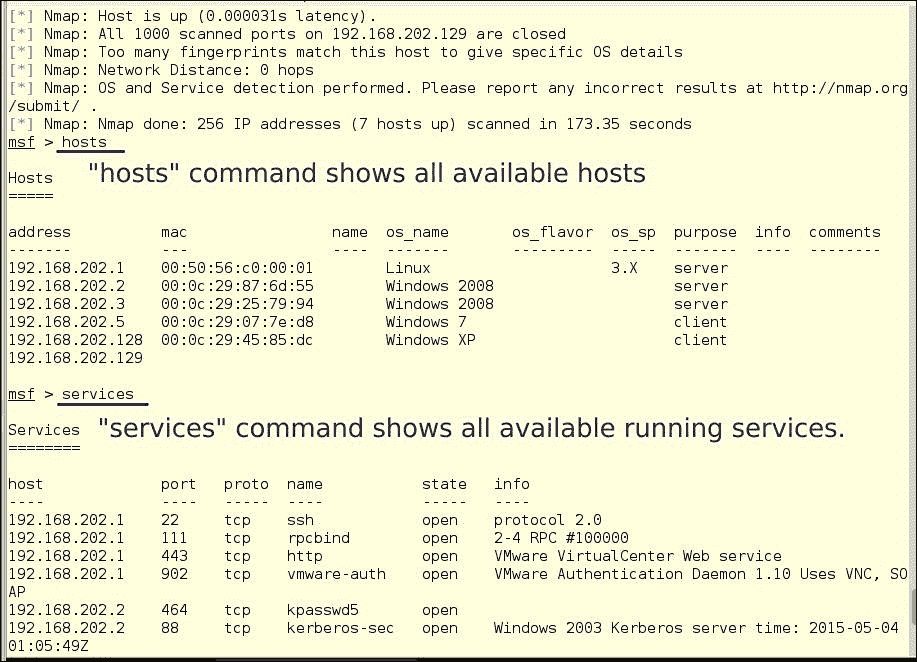 [*] Nmap: Host is up (0.000031s latency).
[*] Nmap: All 1000 scanned ports on 192.168.202.129 are closed
[*] Nmap: Too many fingerprints match this host to give specific OS details
[*] Nmap: Network Distance: 0 hops
[*] Nmap: OS and Service detection performed. Please report any incorrect results at http://nmap.org
/submit/ .
[*] Nmap: Nmap done: 256 IP addresses (7 hosts up) scanned in 173.35 seconds
msf > hosts
Hosts "hosts" command shows all available hosts
=====
address mac name os_name os_flavor os_sp purpose info comments
------- --- ---- ------- --------- ----- ------- ---- --------
192.168.202.1 00:50:56:c0:00:01 Linux 3.X server
192.168.202.2 00:0c:29:87:6d:55 Windows 2008 server
192.168.202.3 00:0c:29:25:79:94 Windows 2008 server
192.168.202.5 00:0c:29:07:7e:d8 Windows 7 client
192.168.202.128 00:0c:29:45:85:dc Windows XP client
192.168.202.129
msf > services
Services "services" command shows all available running services.
========
host port proto name state info
---- ---- ----- ---- ----- ----
192.168.202.1 22 tcp ssh open protocol 2.0
192.168.202.1 111 tcp rpcbind open 2-4 RPC #100000
192.168.202.1 443 tcp http open VMware VirtualCenter Web service
192.168.202.1 902 tcp vmware-auth open VMware Authentication Daemon 1.10 Uses VNC, SO
AP
192.168.202.2 464 tcp kpasswd5 open
192.168.202.2 88 tcp kerberos-sec open Windows 2003 Kerberos server time: 2015-05-04
01:05:49Z